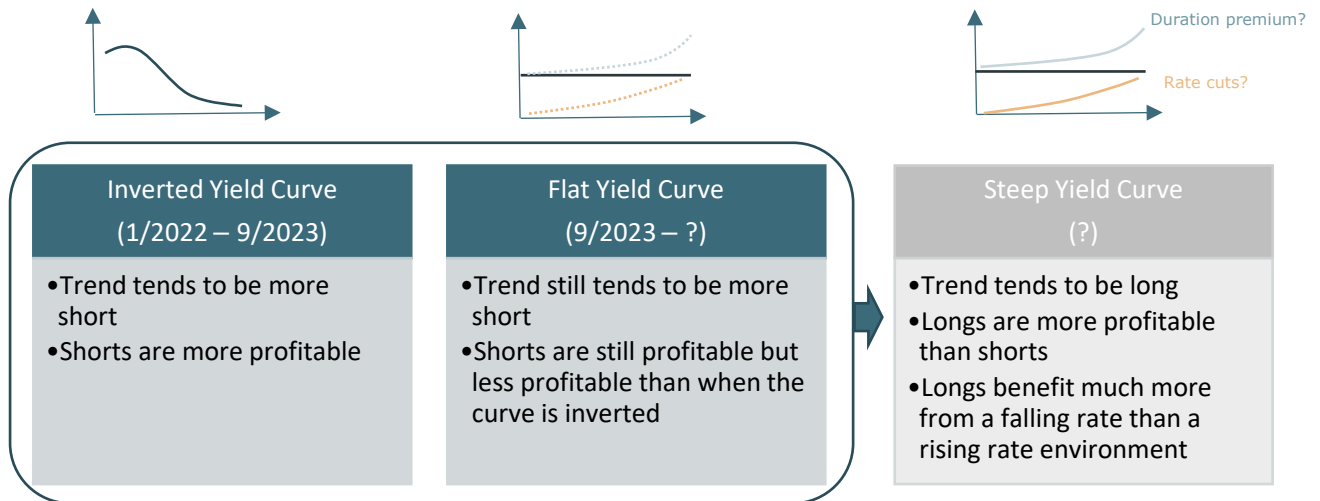 Duration premium?
Rate cuts?
Inverted Yield Curve
(1/2022 – 9/2023)
•Trend tends to be more
short
•Shorts are more profitable
Flat Yield Curve
(9/2023 – ?)
•Trend still tends to be more
short
•Shorts are still profitable but
less profitable than when the
curve is inverted
Steep Yield Curve
(?)
•Trend tends to be long
•Longs are more profitable
than shorts
•Longs benefit much more
from a falling rate than a
rising rate environment